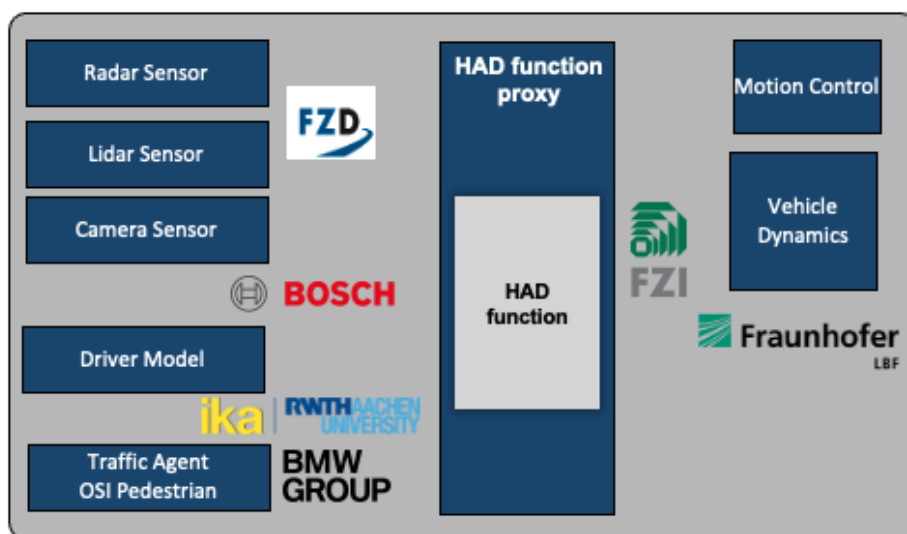 Radar Sensor
FZD
Lidar Sensor
Camera Sensor
BOSCH
Driver Model
ika
RWTHAACHEN
UNIVERSITY
Traffic Agent
OSI Pedestrian
BMW
GROUP
HAD function
proxy
HAD
function
FZI
Motion Control
Vehicle
Dynamics
Fraunhofer
LBF